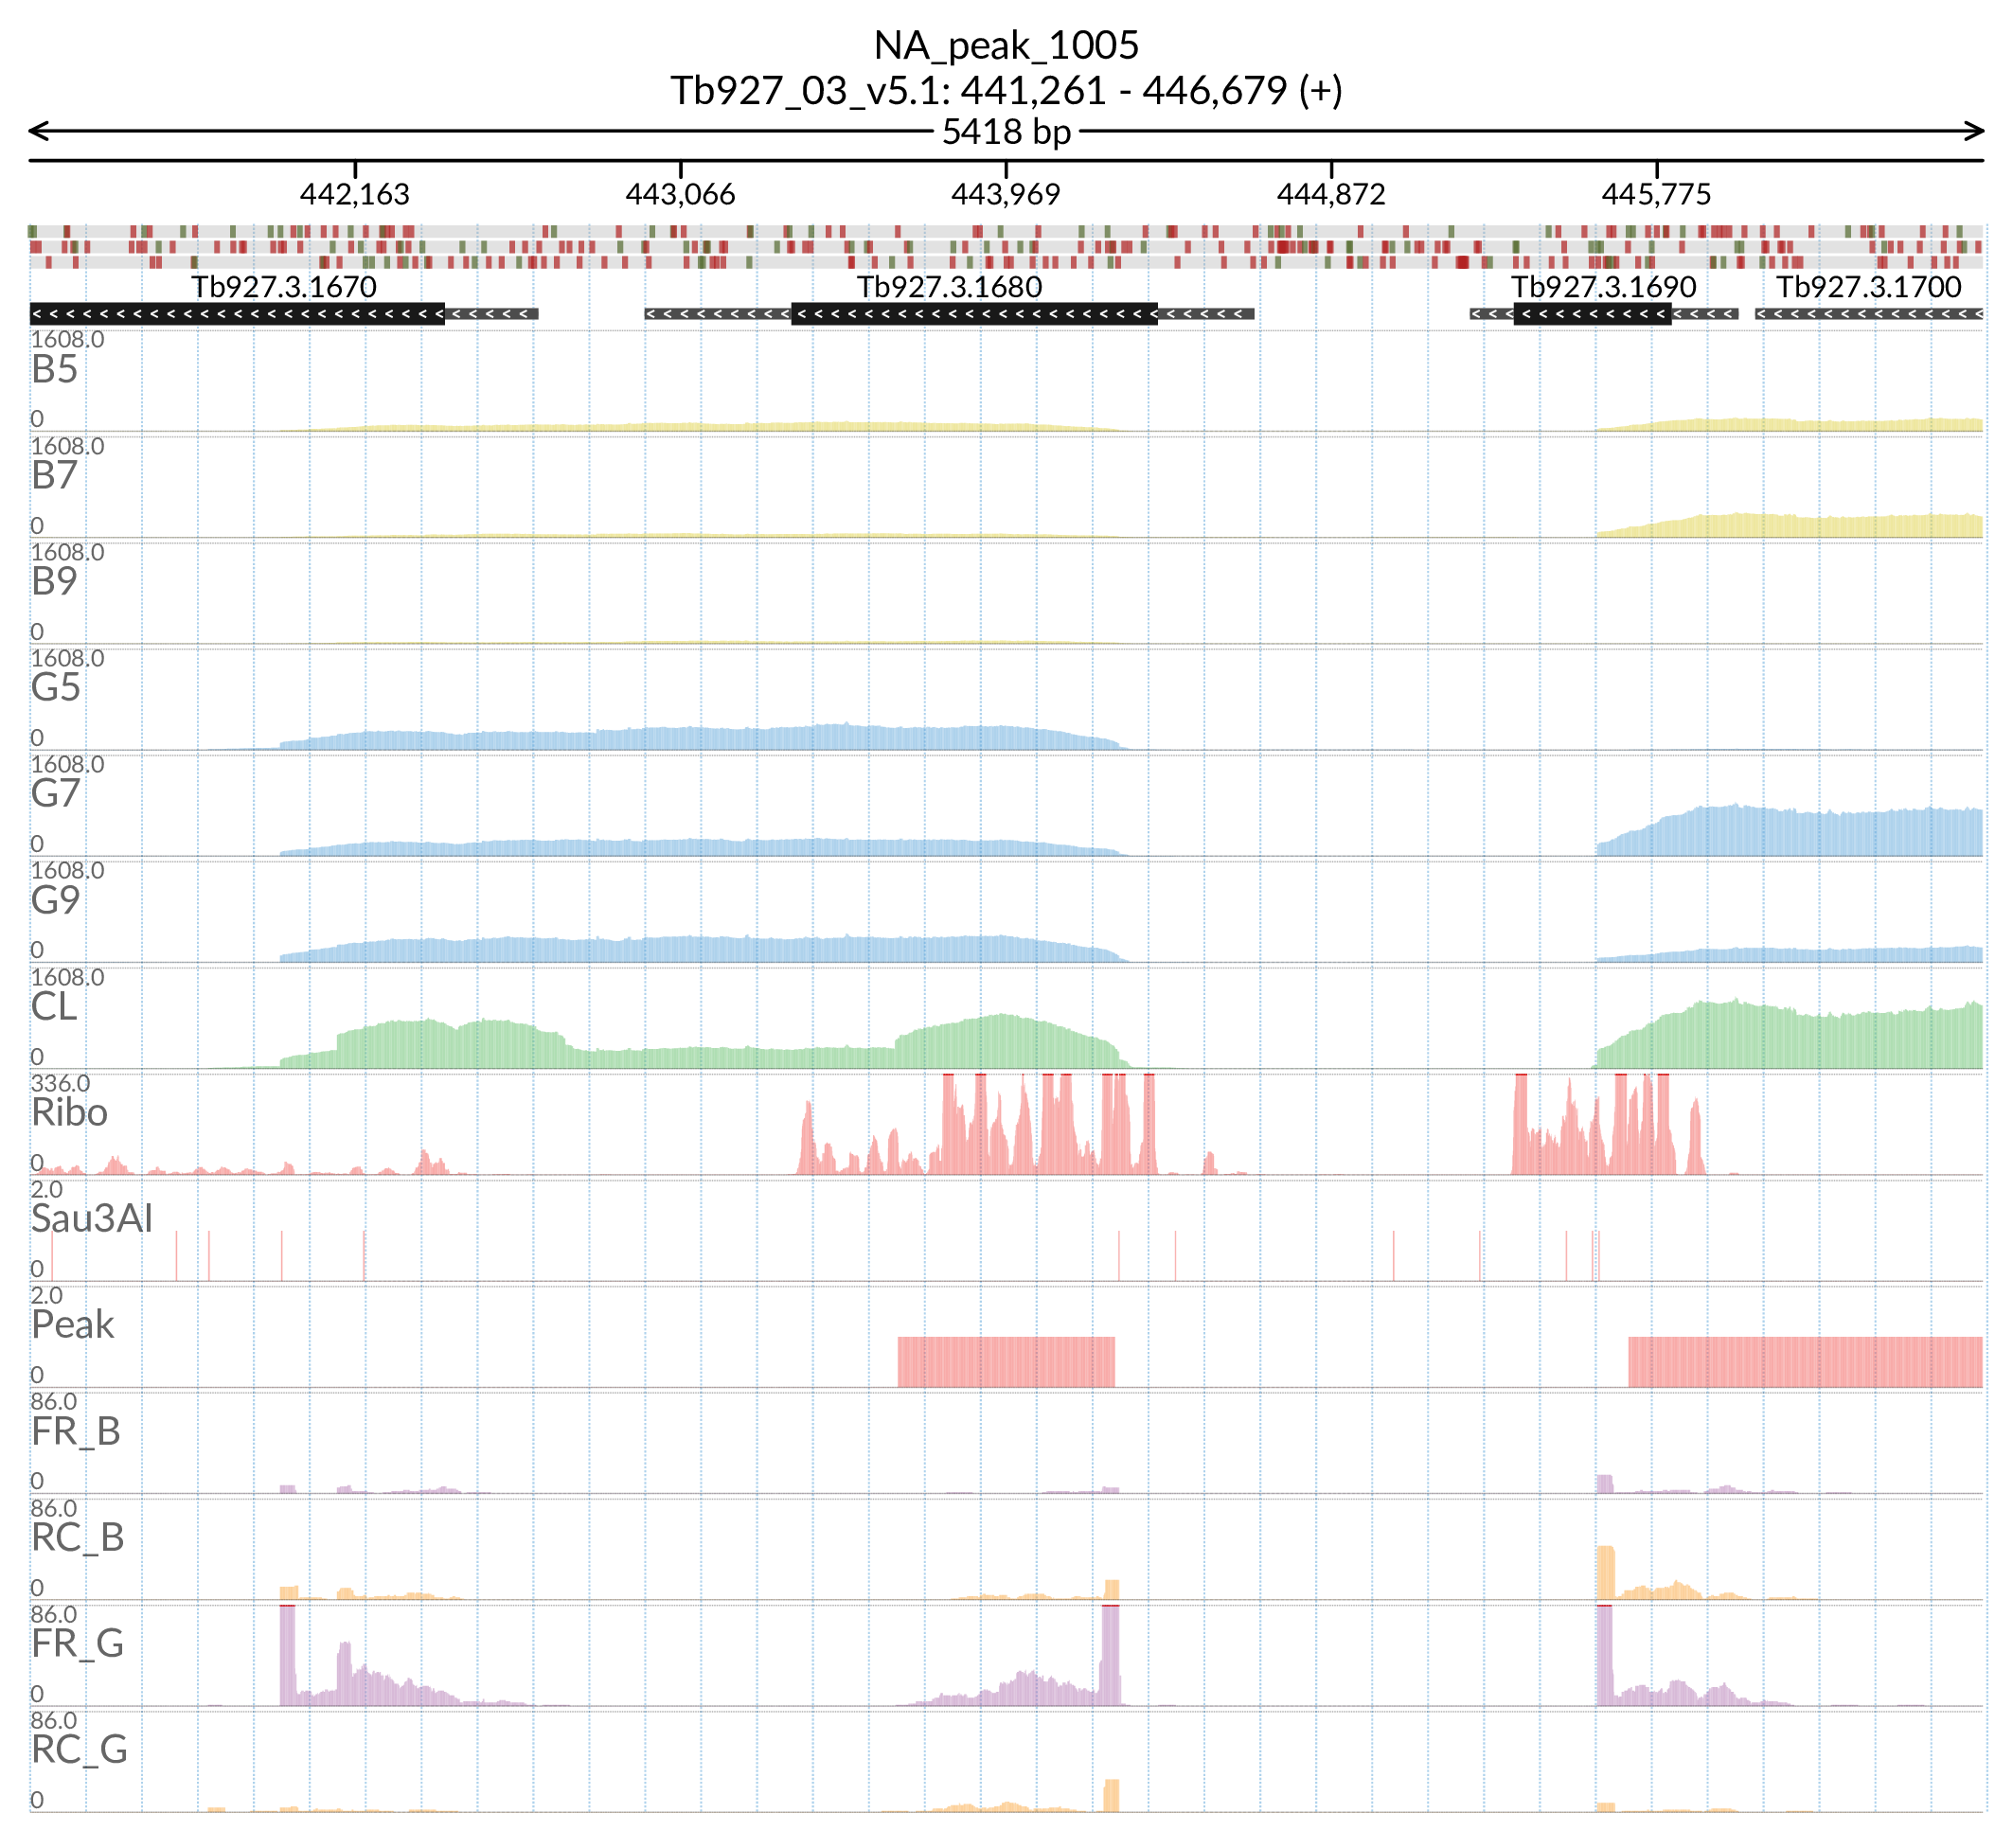 NA_peak_1005
Tb927_03_v5.1: 441,261 - 446,679 (+)
5418 bp
442,163 443,066 443,969 444,872 445,775
Tb927.3.1670 Tb927.3.1680 Tb927.3.1690 Tb927.3.1700
1608.0
B5
0
1608.0
B7
0
1608.0
B9
0
1608.0
G5
0
1608.0
G7
0
1608.0
G9
0
1608.0
CL
0
336.0
Ribo
0
2.0
Sau3AI
0
2.0
Peak
0
86.0
FR_B
0
86.0
RC_B
0
86.0
FR_G
0
86.0
RC_G
0